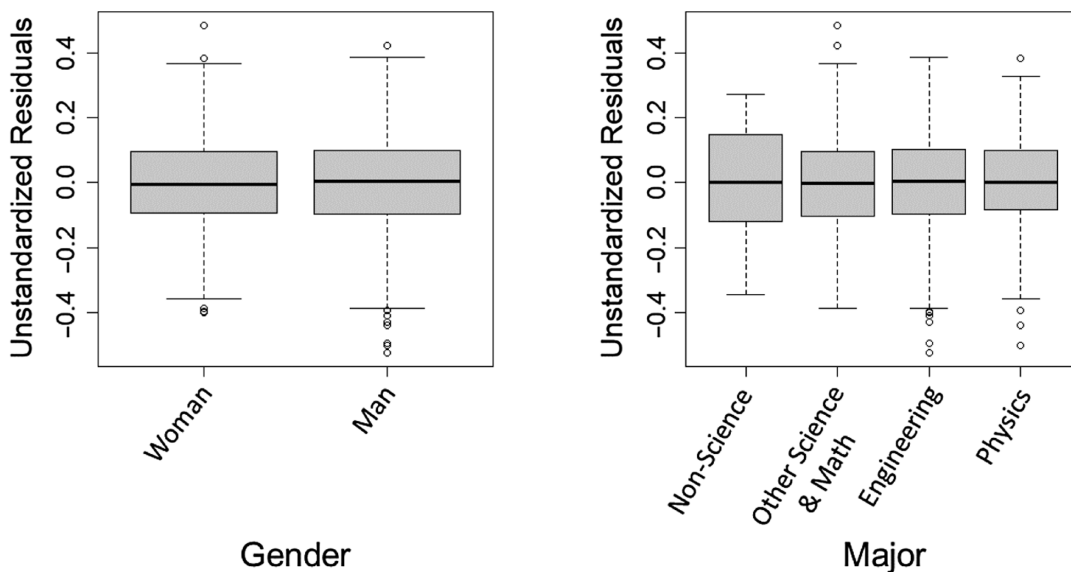 Unstandardized Residuals
0.4
0.2
0.0
−0.2
−0.4
Woman
Man
Gender
Unstandardized Residuals
0.4
0.2
0.0
−0.2
−0.4
Non-Science
Other Science
& Math
Engineering
Physics
Major